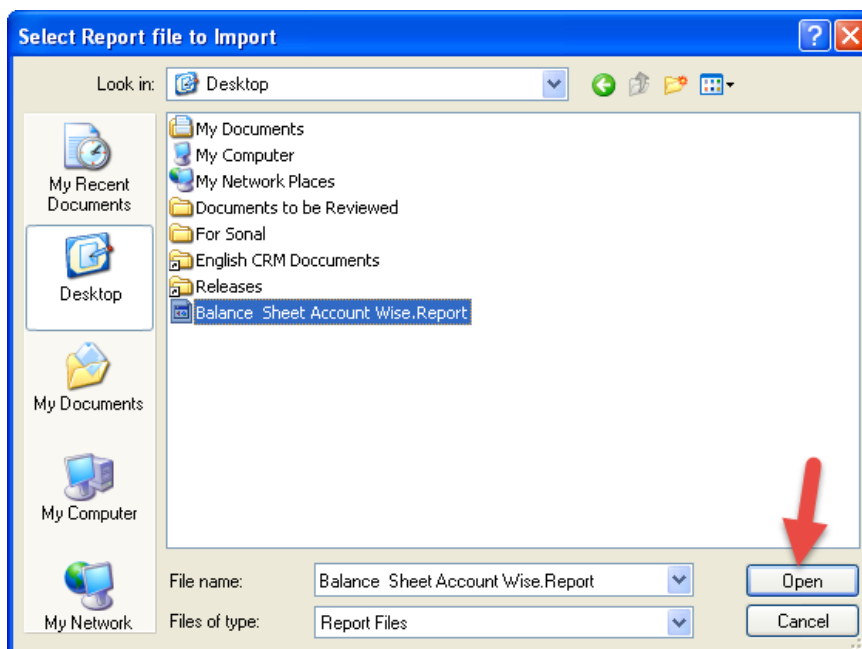 Select Report file to Import
Look in:
Desktop
My Recent
Documents
Desktop
My Documents
My Computer
My Network
My Documents
My Computer
My Network Places
Documents to be Reviewed
For Sonal
English CRM Doccuments
Releases
Balance  Sheet Account Wise.Report
File name:
Balance  Sheet Account Wise.Report
Open
Files of type:
Report Files
Cancel